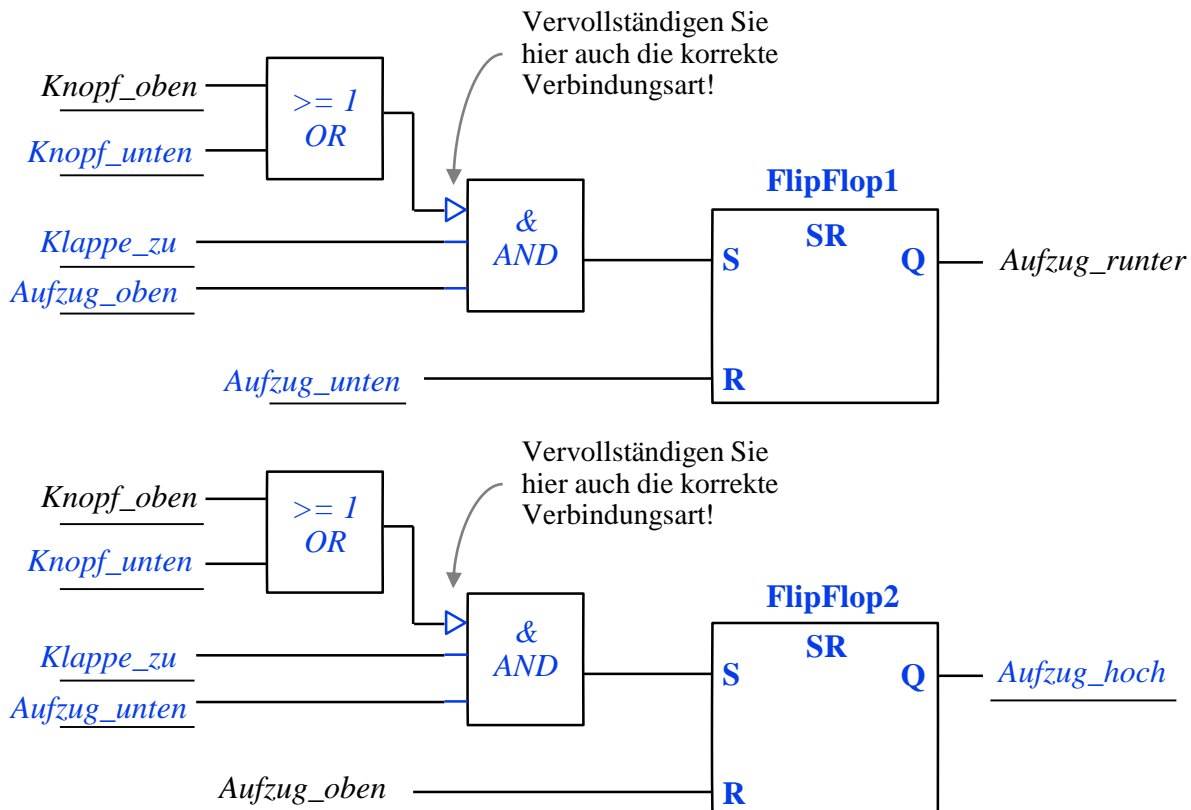 Vervollständigen Sie
hier auch die korrekte
Verbindungsart!
Knopf_oben
>= 1
OR
Knopf_unten
FlipFlop1
&
AND
SR
Klappe_zu
S
Q
Aufzug_runter
Aufzug_oben
Aufzug_unten
R
Vervollständigen Sie
hier auch die korrekte
Verbindungsart!
Knopf_oben
>= 1
OR
Knopf_unten
FlipFlop2
&
AND
SR
Klappe_zu
S
Q
Aufzug_hoch
Aufzug_unten
Aufzug_oben
R